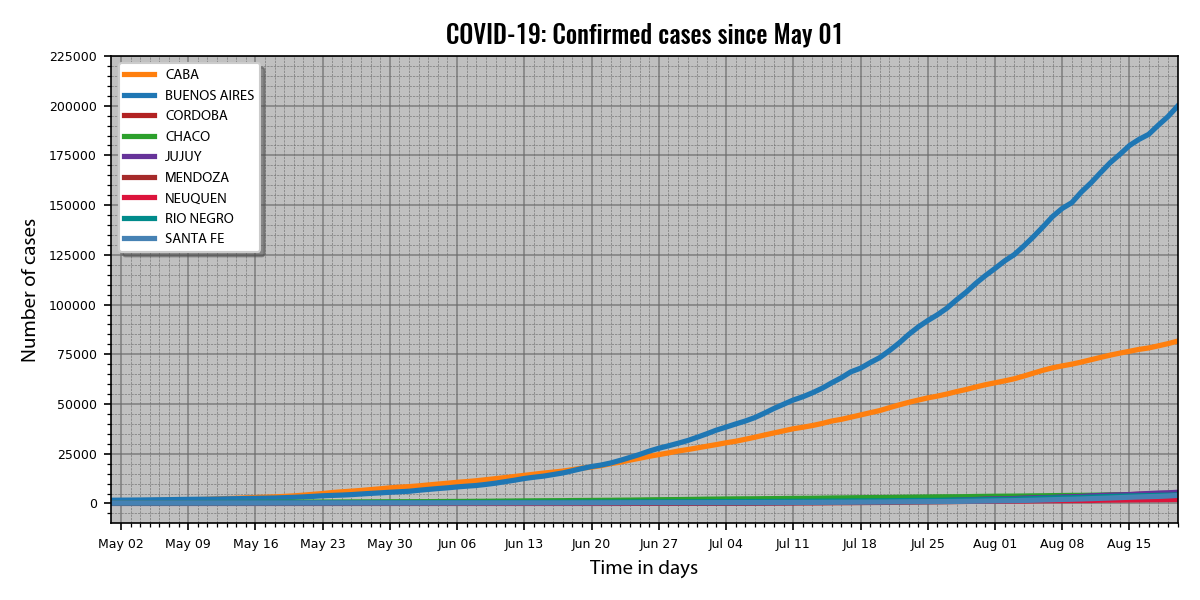 COVID-19: Confirmed cases since May 01
225000
200000
175000
150000
125000
100000
75000
50000
25000
0
Number of cases
CABA
BUENOS AIRES
CORDOBA
CHACO
JUJUY
MENDOZA
NEUQUEN
RIO NEGRO
SANTA FE
May 02 May 09 May 16 May 23 May 30 Jun 06 Jun 13 Jun 20 Jun 27 Jul 04 Jul 11 Jul 18 Jul 25 Aug 01 Aug 08 Aug 15
Time in days